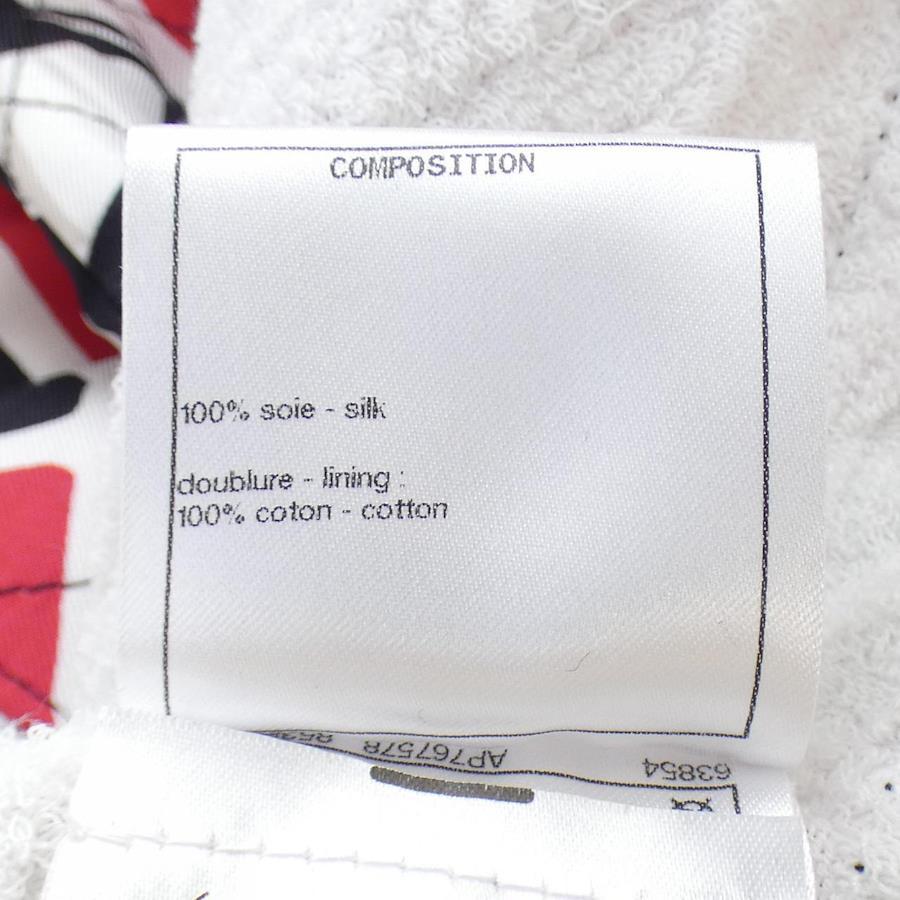 COMPOSITION
100% soie - silk
doublure - lining :
100% coton - cotton
63854 AP767578